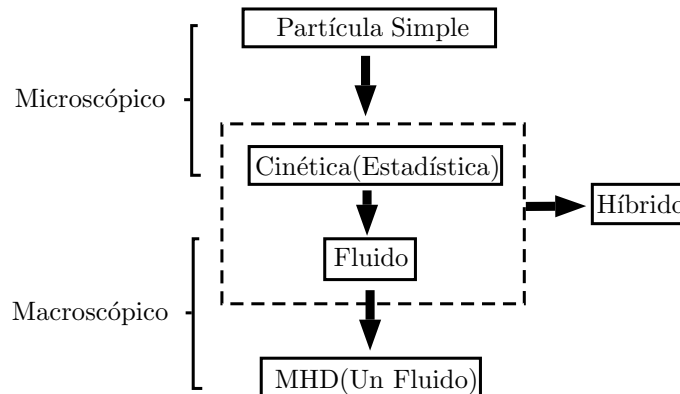 Partícula Simple
Microscópico
Cinética(Estadística)
Híbrido
Fluido
Macroscópico
MHD(Un Fluido)